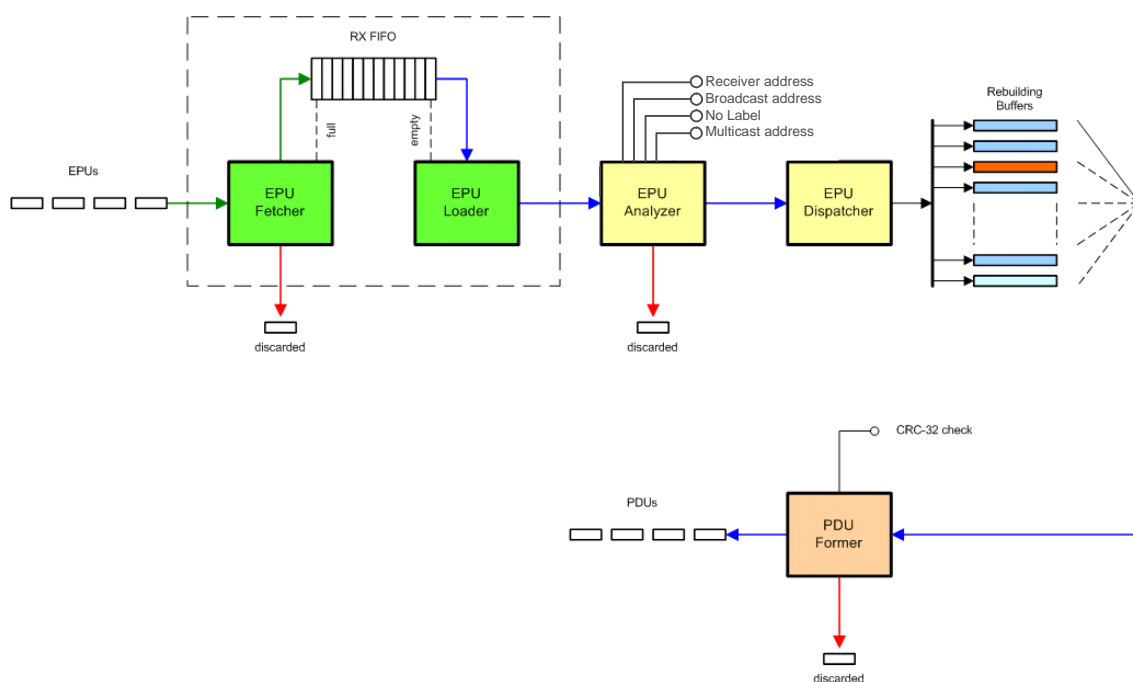 RX FIFO
full
empty
Receiver address
Broadcast address
No Label
Multicast address
Rebuilding
Buffers
EPUs
EPU
Fetcher
EPU
Loader
EPU
Analyzer
EPU
Dispatcher
discarded
discarded
CRC-32 check
PDUs
PDU
Former
discarded